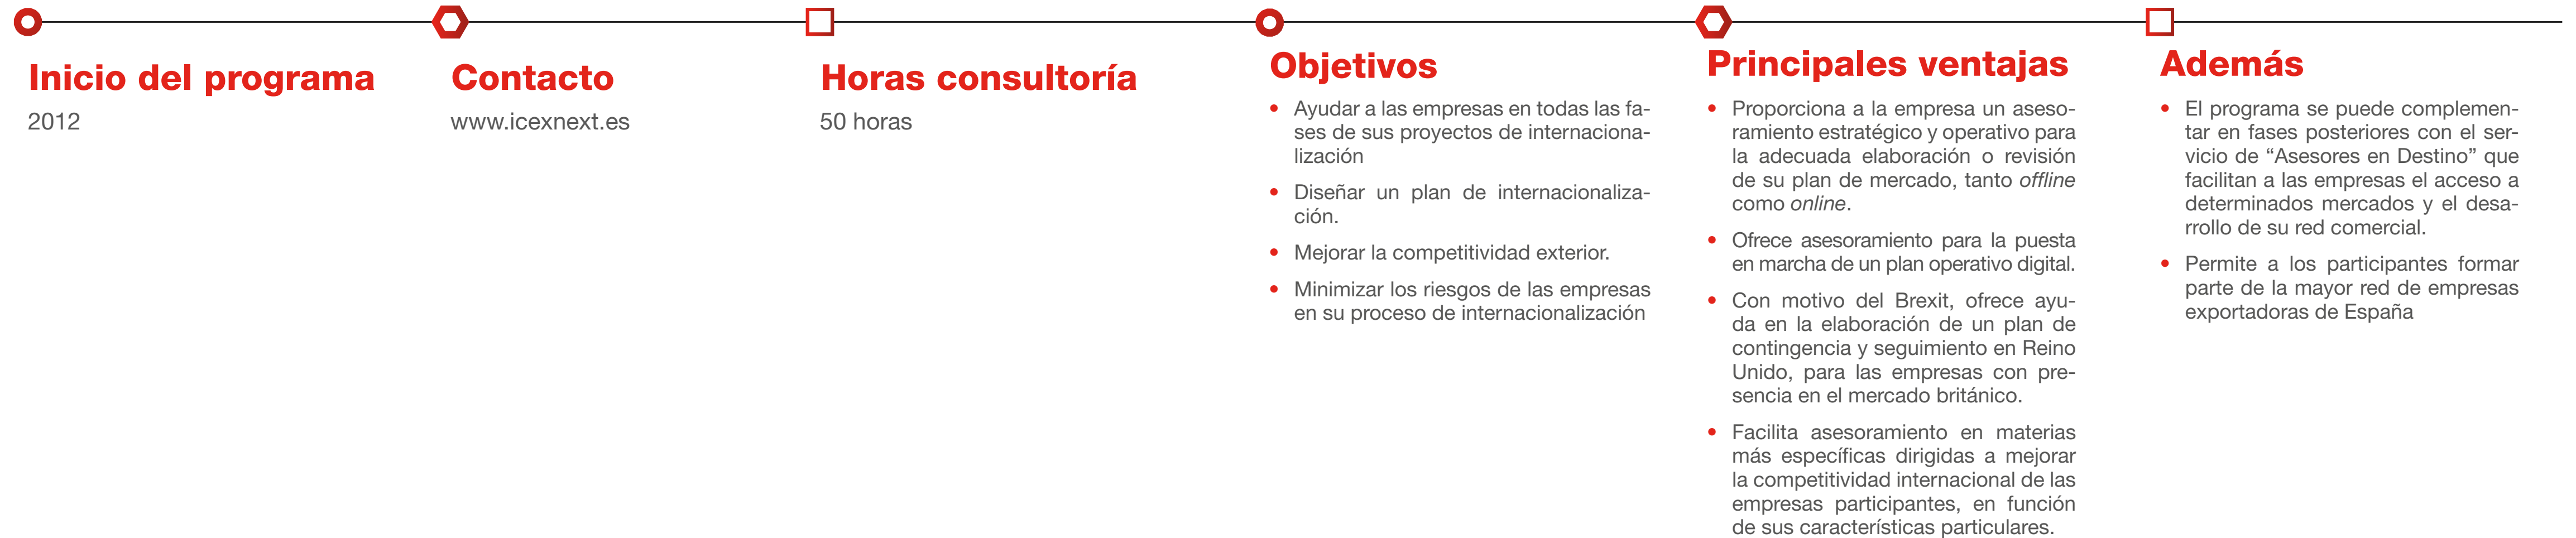 Inicio del programa
2012
Contacto
www.icexnext.es
Horas consultoría
50 horas
Objetivos
• Ayudar a las empresas en todas las fa-
ses de sus proyectos de internaciona-
lización
• Diseñar un plan de internacionaliza-
ción.
• Mejorar la competitividad exterior.
• Minimizar los riesgos de las empresas
en su proceso de internacionalización
Principales ventajas
• Proporciona a la empresa un aseso-
ramiento estratégico y operativo para
la adecuada elaboración o revisión
de su plan de mercado, tanto offline
como online.
• Ofrece asesoramiento para la puesta
en marcha de un plan operativo digital.
• Con motivo del Brexit, ofrece ayu-
da en la elaboración de un plan de
contingencia y seguimiento en Reino
Unido, para las empresas con pre-
sencia en el mercado británico.
• Facilita asesoramiento en materias
más específicas dirigidas a mejorar
la competitividad internacional de las
empresas participantes, en función
de sus características particulares.
Además
• El programa se puede complemen-
tar en fases posteriores con el ser-
vicio de “Asesores en Destino” que
facilitan a las empresas el acceso a
determinados mercados y el desa-
rrollo de su red comercial.
• Permite a los participantes formar
parte de la mayor red de empresas
exportadoras de España